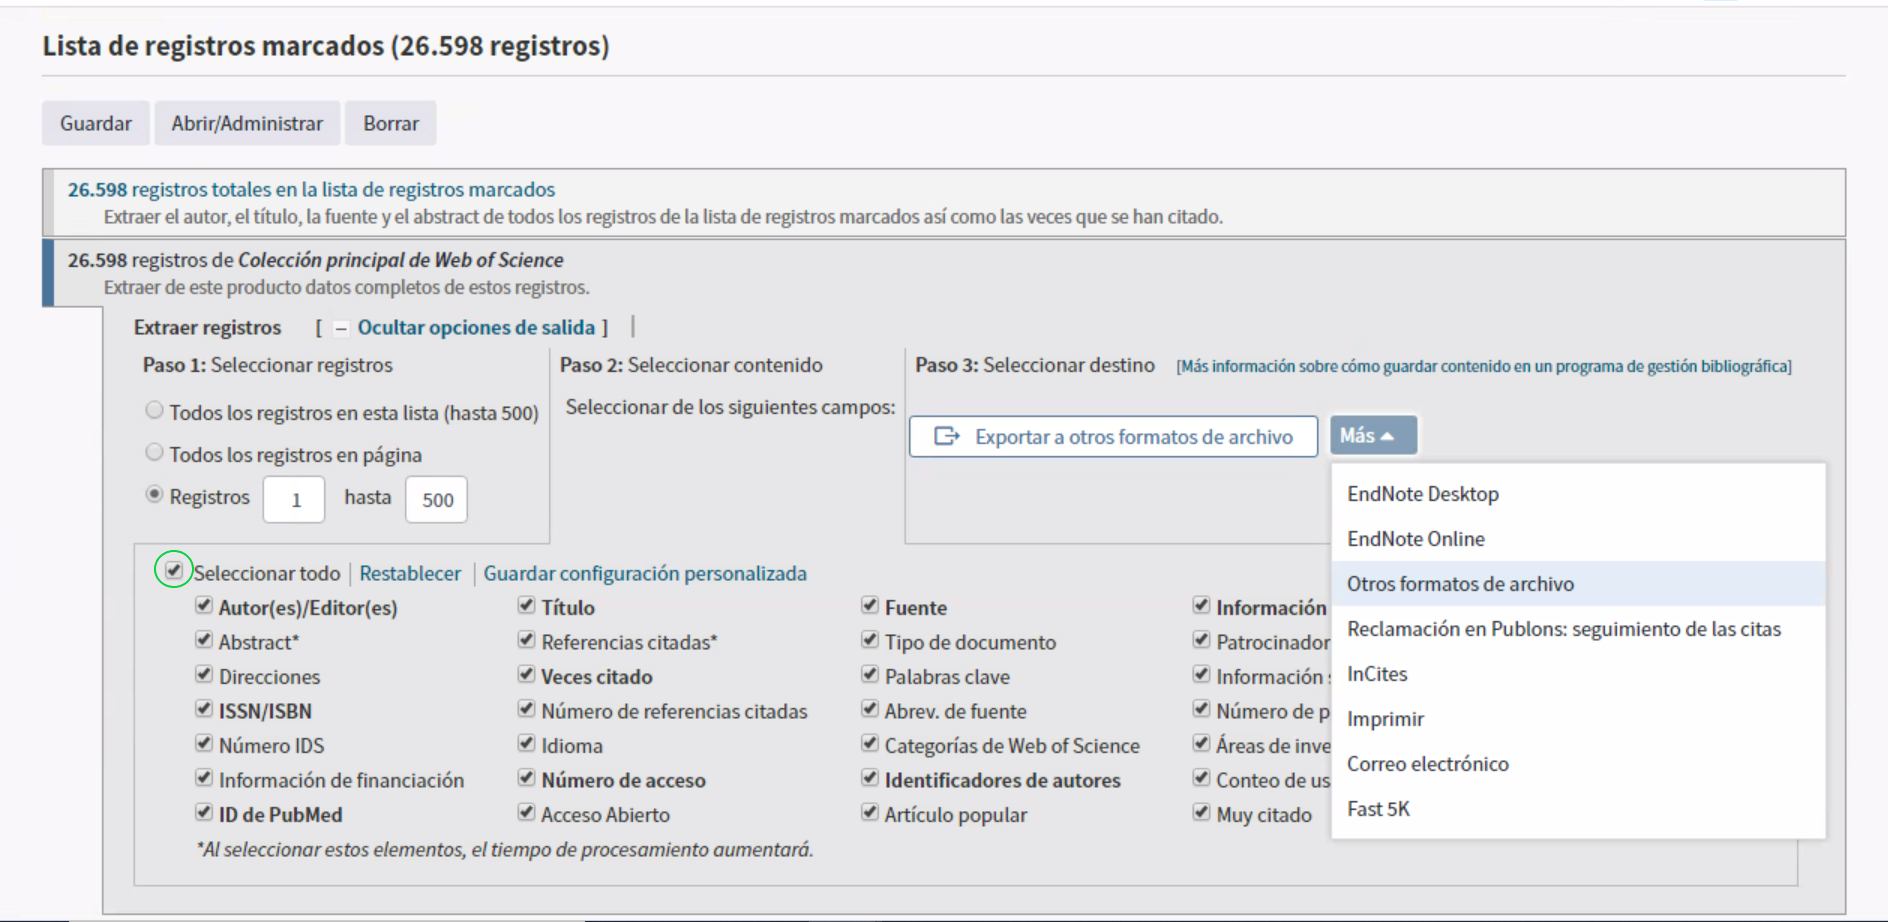 Lista de registros marcados (26.598 registros)
Guardar Abrir/Administrar Borrar
26.598 registros totales en la lista de registros marcados
Extraer el autor, el título, la fuente y el abstract de todos los registros de la lista de registros marcados así como las veces que se han citado.
26.598 registros de Colección principal de Web of Science
Extraer de este producto datos completos de estos registros.
Extraer registros [ – Ocultar opciones de salida ] |
Paso 1: Seleccionar registros
Todos los registros en esta lista (hasta 500)
Todos los registros en página
Registros 1 hasta 500
Paso 2: Seleccionar contenido
Seleccionar de los siguientes campos:
Paso 3: Seleccionar destino [Más información sobre cómo guardar contenido en un programa de gestión bibliográfica]
Exportar a otros formatos de archivo Más
EndNote Desktop
EndNote Online
Otros formatos de archivo
Reclamación en Publons: seguimiento de las citas
InCites
Imprimir
Correo electrónico
Fast 5K
Seleccionar todo | Restablecer | Guardar configuración personalizada
Autor(es)/Editor(es) Título Fuente Información
Abstract* Referencias citadas* Tipo de documento Patrocinador
Direcciones Veces citado Palabras clave Información
ISSN/ISBN Número de referencias citadas Abrev. de fuente Número de p
Número IDS Idioma Categorías de Web of Science Áreas de inve
Información de financiación Número de acceso Identificadores de autores Conteo de us
ID de PubMed Acceso Abierto Artículo popular Muy citado
*Al seleccionar estos elementos, el tiempo de procesamiento aumentará.